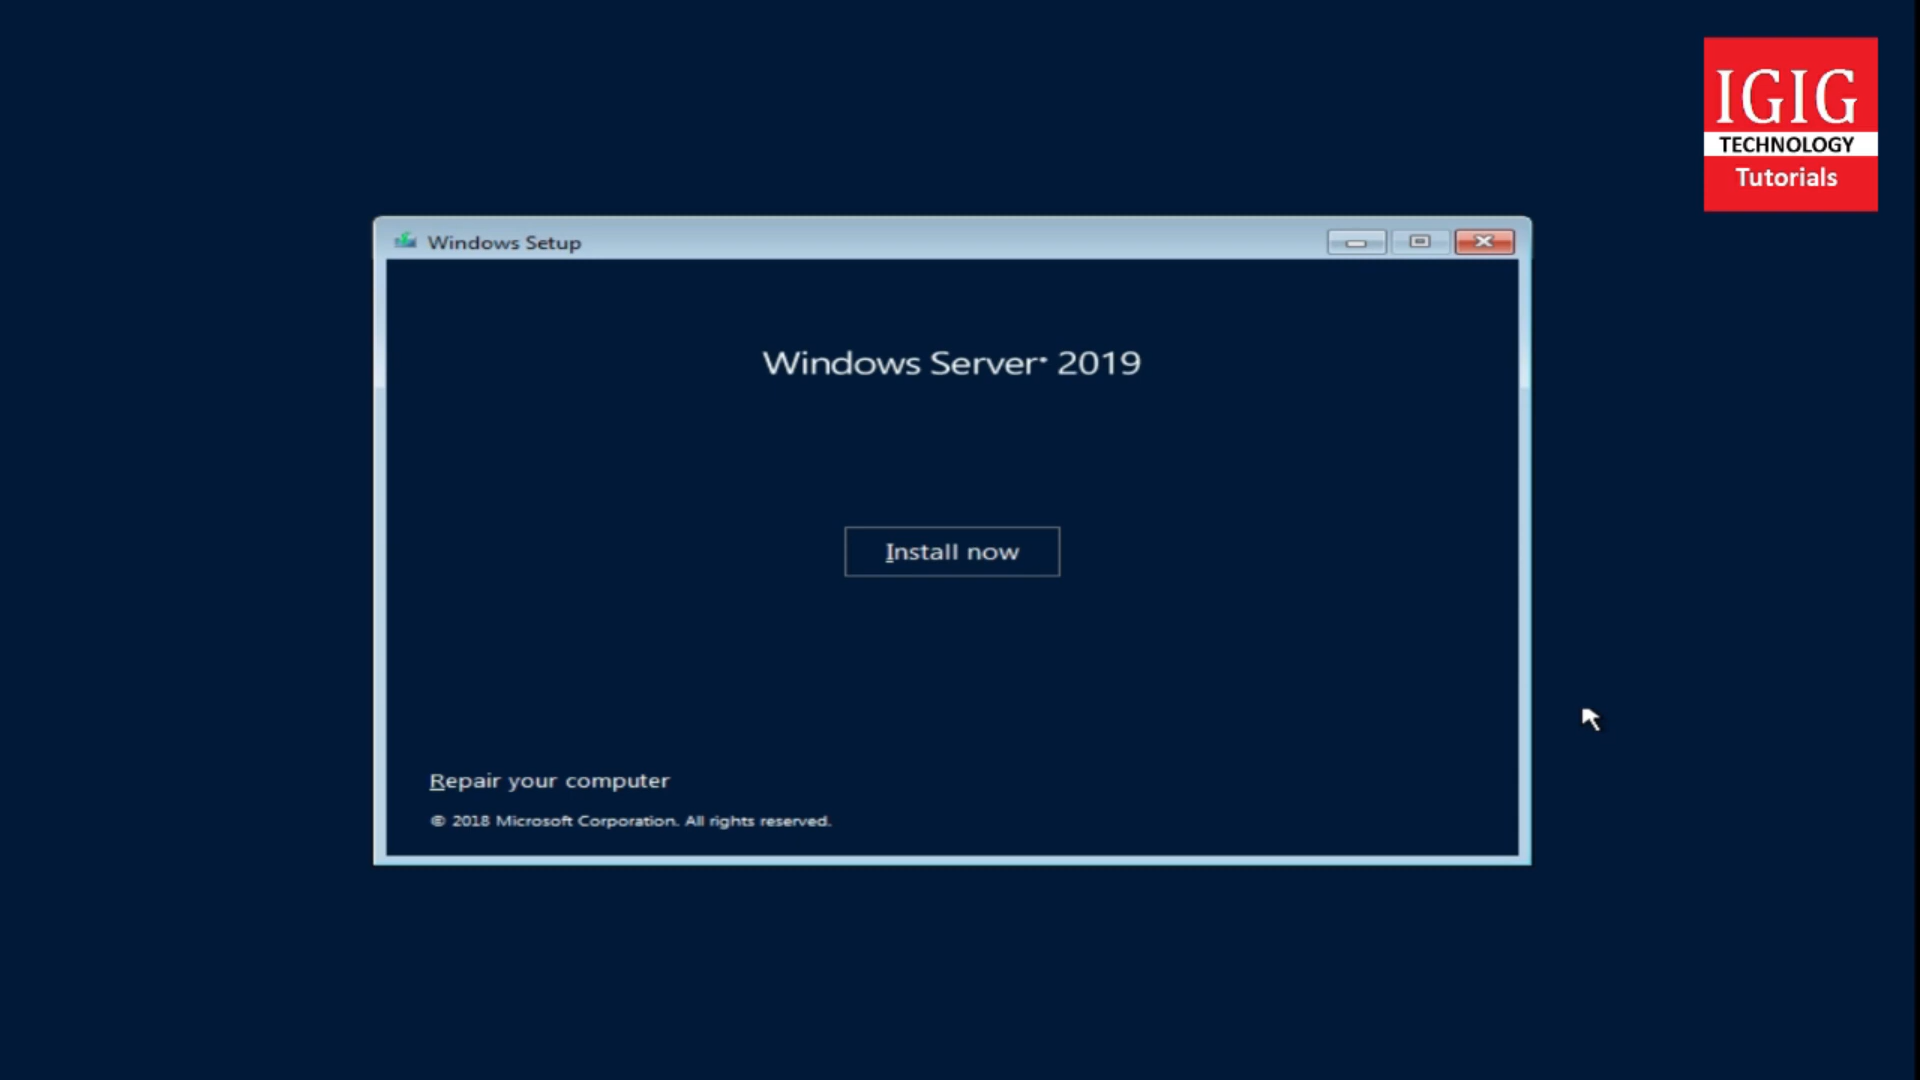 IGIG
TECHNOLOGY
Tutorials
Windows Setup
Windows Server® 2019
Install now
Repair your computer
© 2018 Microsoft Corporation. All rights reserved.